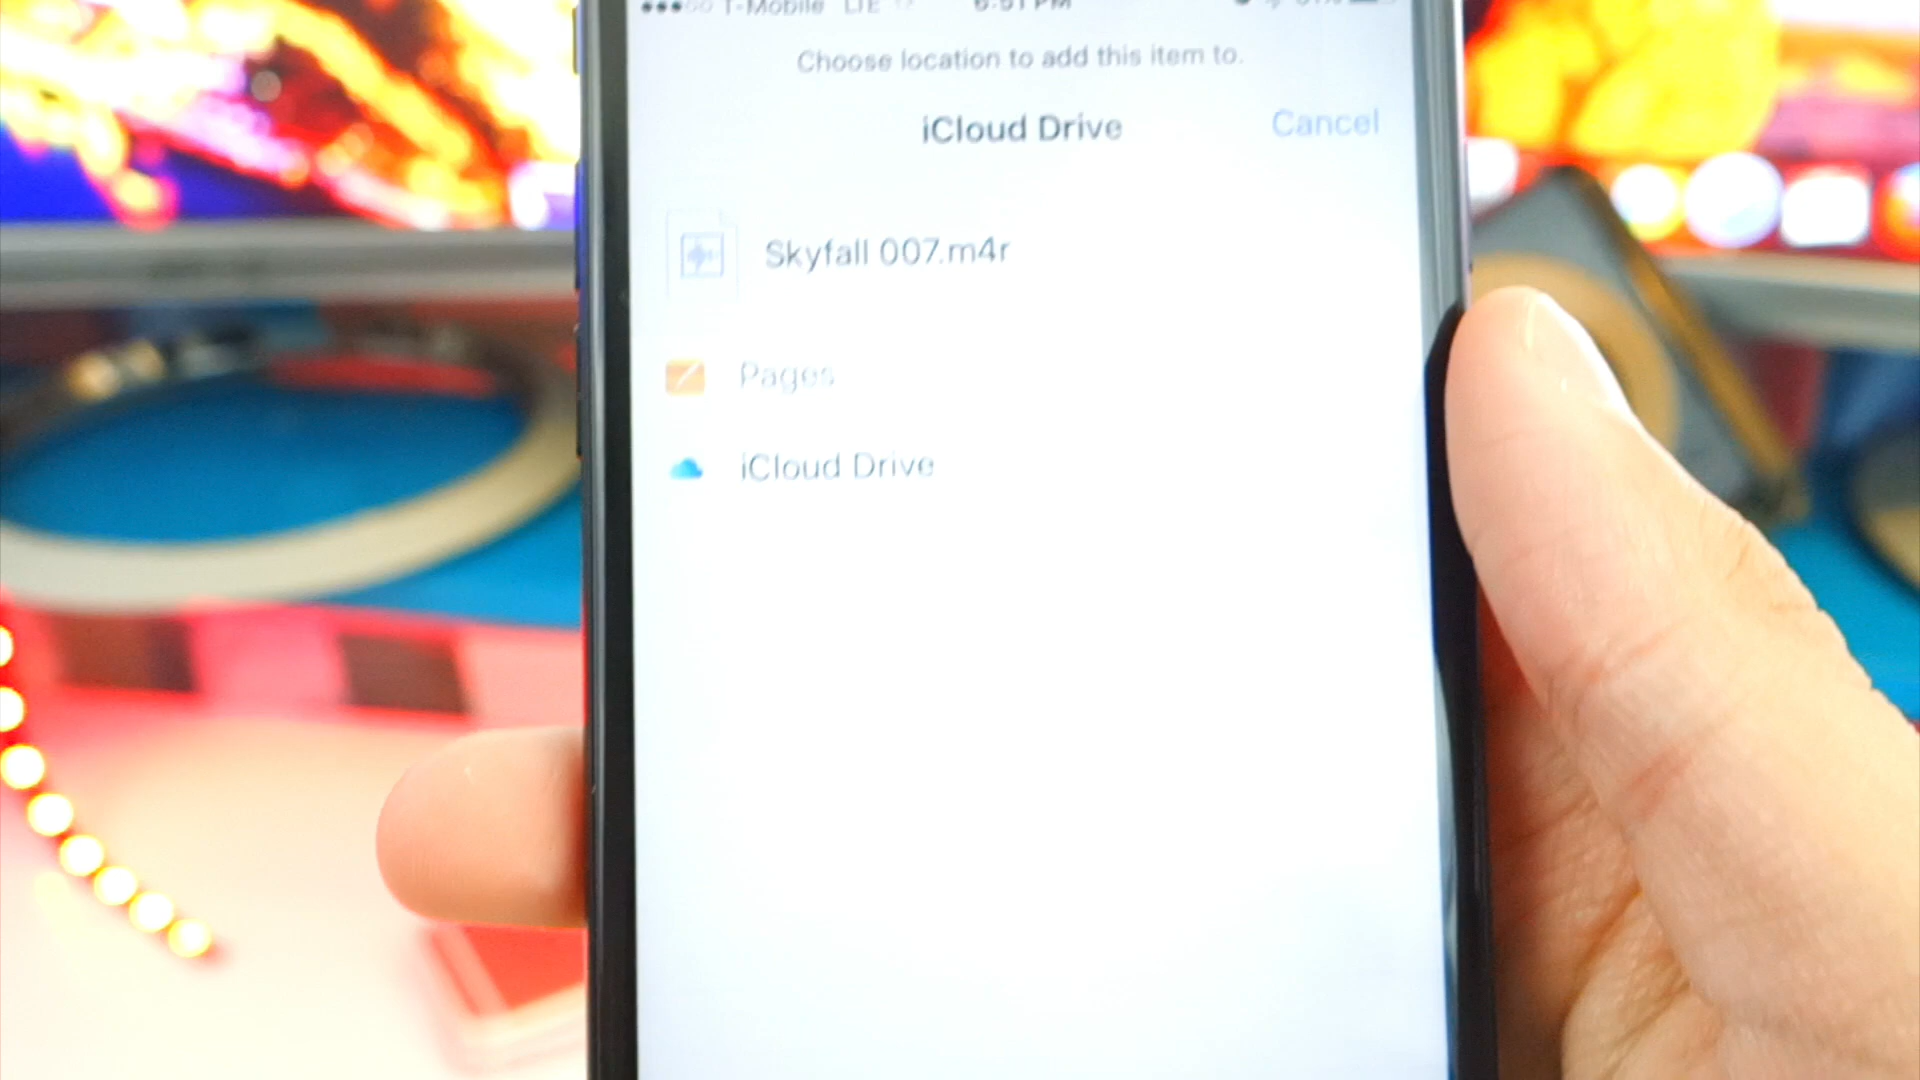 T-Mobile LTE 6:51 PM
Choose location to add this item to.
iCloud Drive Cancel
Skyfall 007.m4r
Pages
iCloud Drive